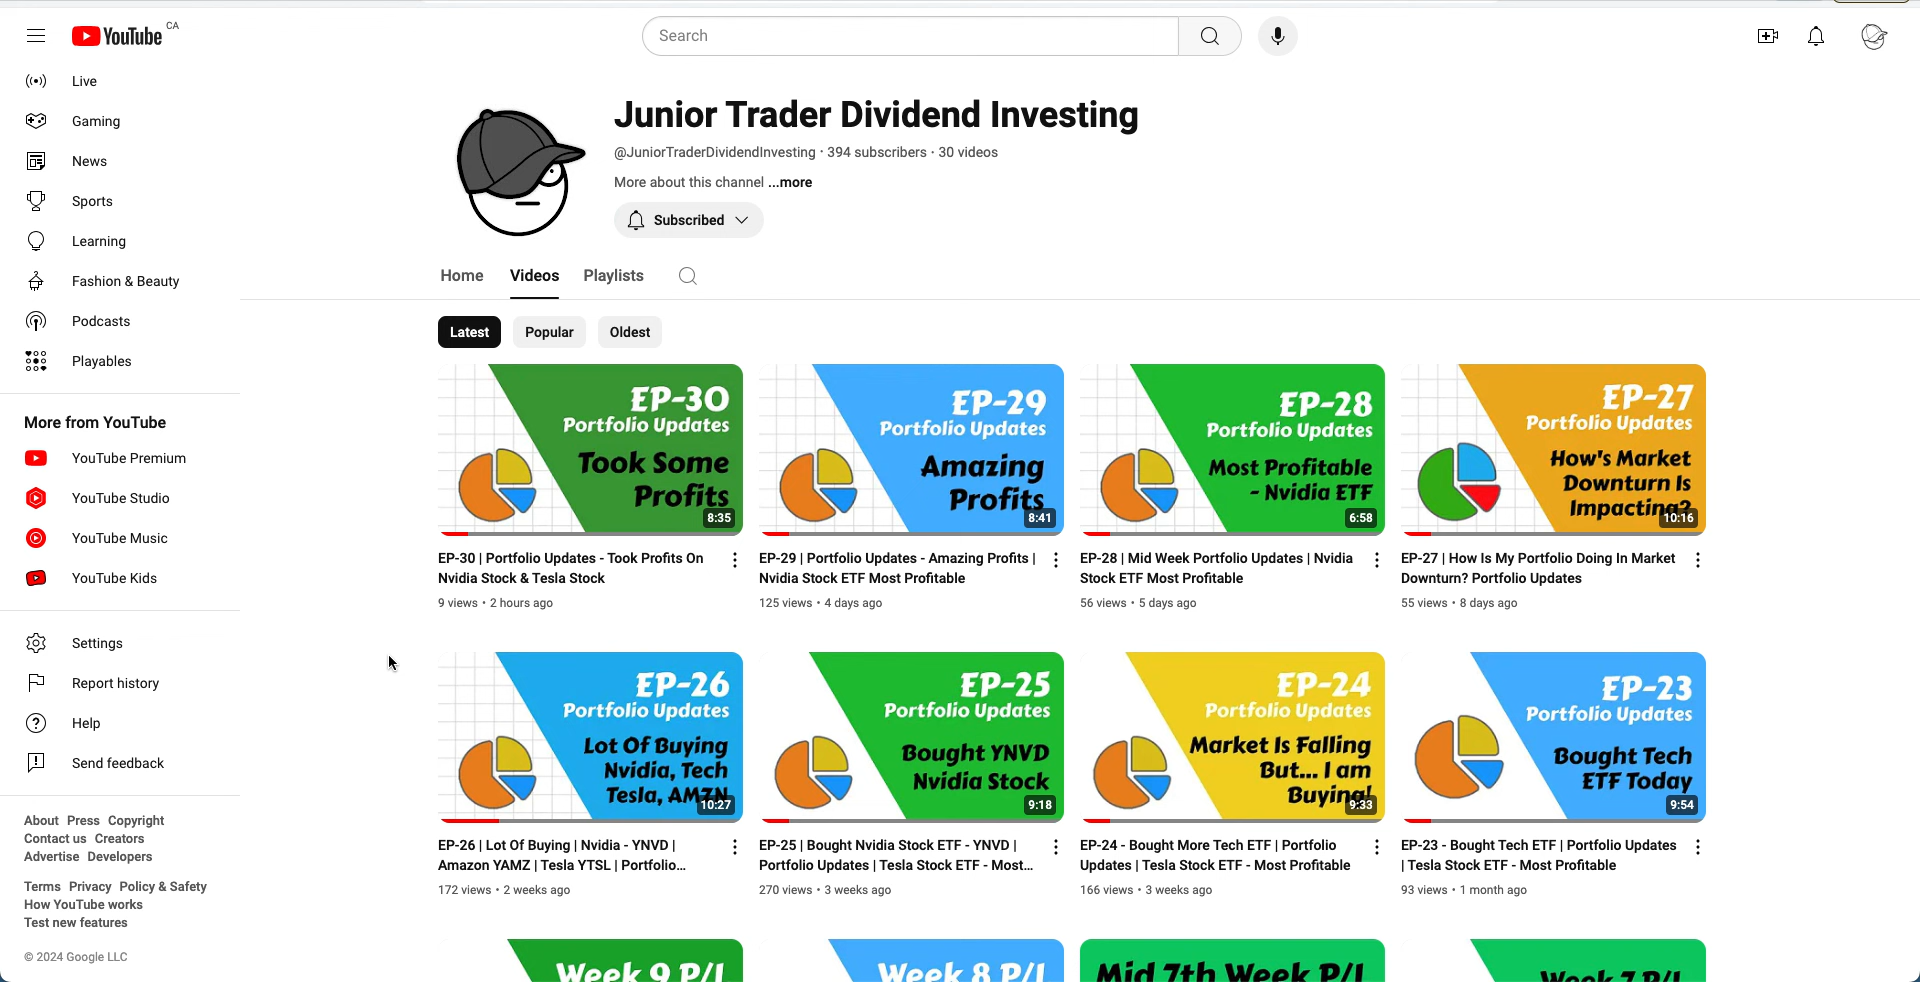 YouTube CA
Search
Live
Gaming
News
Sports
Learning
Fashion & Beauty
Podcasts
Playables
More from YouTube
YouTube Premium
YouTube Studio
YouTube Music
YouTube Kids
Settings
Report history
Help
Send feedback
About Press Copyright
Contact us Creators
Advertise Developers
Terms Privacy Policy & Safety
How YouTube works
Test new features
© 2024 Google LLC
Junior Trader Dividend Investing
@JuniorTraderDividendInvesting · 394 subscribers · 30 videos
More about this channel ...more
Subscribed
Home Videos Playlists
Latest Popular Oldest
EP-30
Portfolio Updates
Took Some
Profits
8:35
EP-30 | Portfolio Updates - Took Profits On
Nvidia Stock & Tesla Stock
9 views • 2 hours ago
EP-29
Portfolio Updates
Amazing
Profits
8:41
EP-29 | Portfolio Updates - Amazing Profits |
Nvidia Stock ETF Most Profitable
125 views • 4 days ago
EP-28
Portfolio Updates
Most Profitable
- Nvidia ETF
6:58
EP-28 | Mid Week Portfolio Updates | Nvidia
Stock ETF Most Profitable
56 views • 5 days ago
EP-27
Portfolio Updates
How's Market
Downturn Is
Impacting?
10:16
EP-27 | How Is My Portfolio Doing In Market
Downturn? Portfolio Updates
55 views • 8 days ago
EP-26
Portfolio Updates
Lot Of Buying
Nvidia, Tech
Tesla, AMZN
10:27
EP-26 | Lot Of Buying | Nvidia - YNVD |
Amazon YAMZ | Tesla YTSL | Portfolio...
172 views • 2 weeks ago
EP-25
Portfolio Updates
Bought YNVD
Nvidia Stock
9:18
EP-25 | Bought Nvidia Stock ETF - YNVD |
Portfolio Updates | Tesla Stock ETF - Most...
270 views • 3 weeks ago
EP-24
Portfolio Updates
Market Is Falling
But... I am
Buying!
9:33
EP-24 - Bought More Tech ETF | Portfolio
Updates | Tesla Stock ETF - Most Profitable
166 views • 3 weeks ago
EP-23
Portfolio Updates
Bought Tech
ETF Today
9:54
EP-23 - Bought Tech ETF | Portfolio Updates
| Tesla Stock ETF - Most Profitable
93 views • 1 month ago
Week 9 P/L
Week 8 P/L
Mid 7th Week P/L
Week 7 P/L